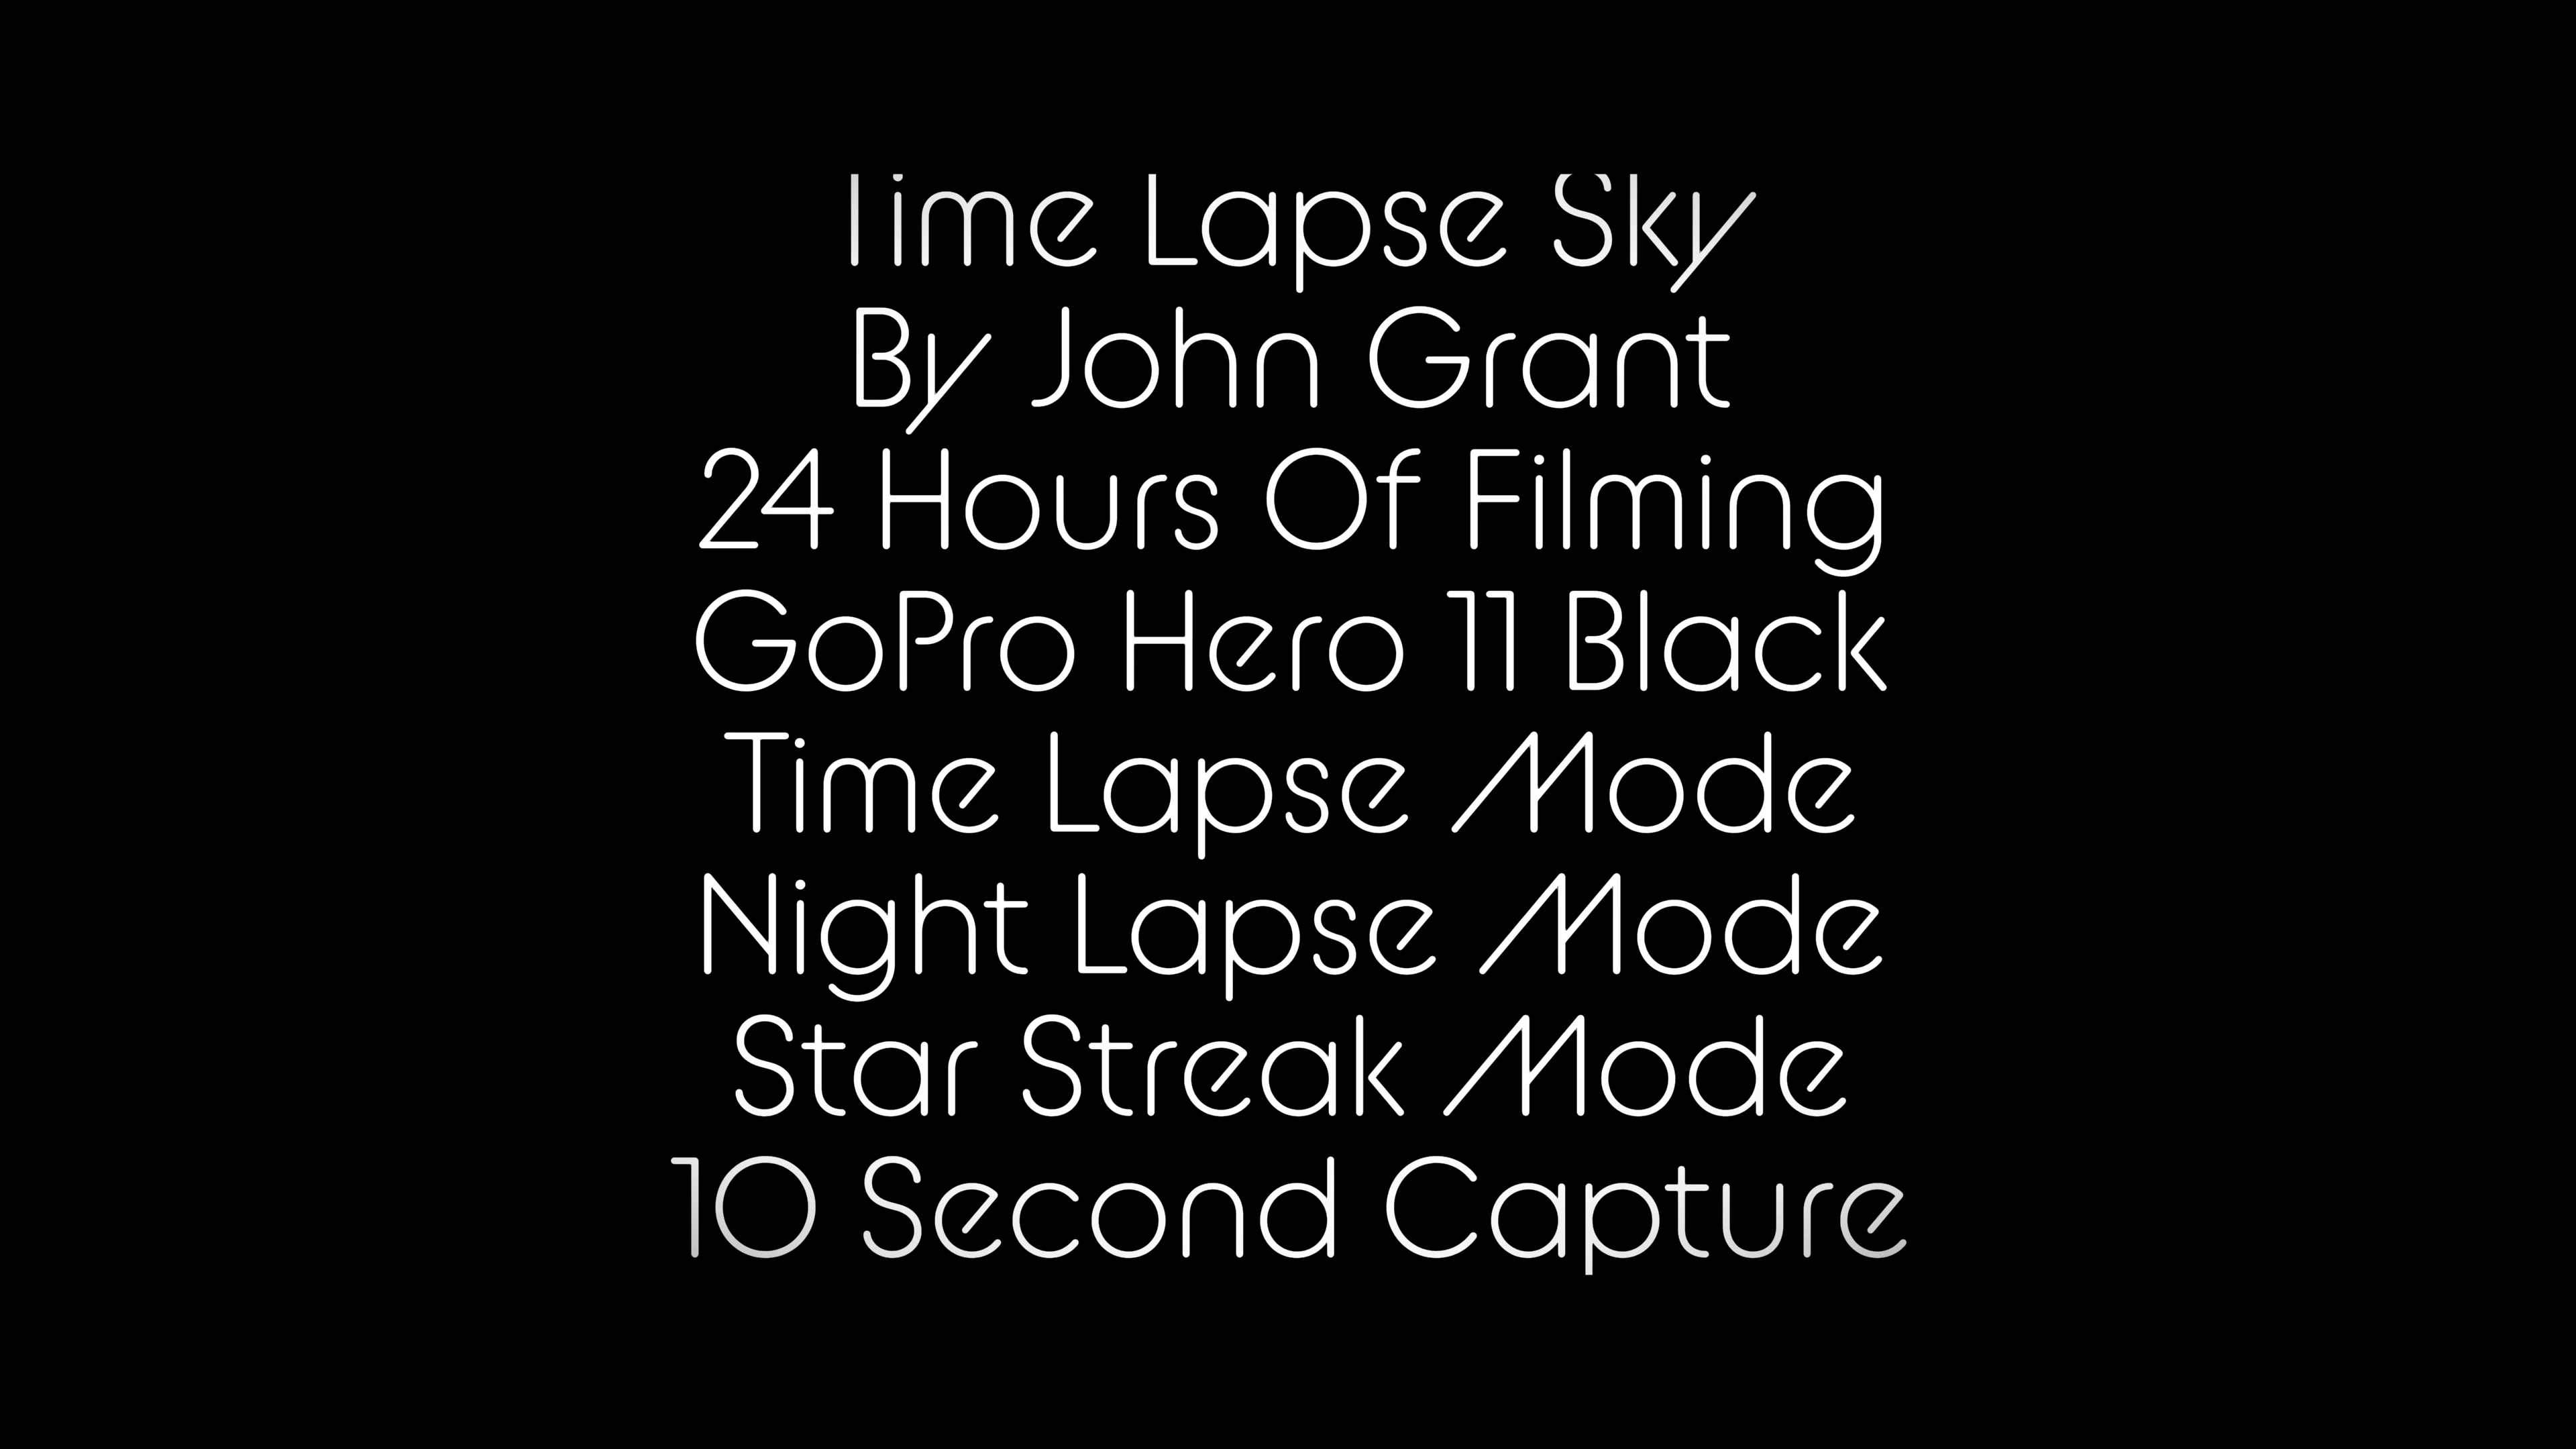 Time Lapse Sky
By John Grant
24 Hours Of Filming
GoPro Hero 11 Black
Time Lapse Mode
Night Lapse Mode
Star Streak Mode
10 Second Capture